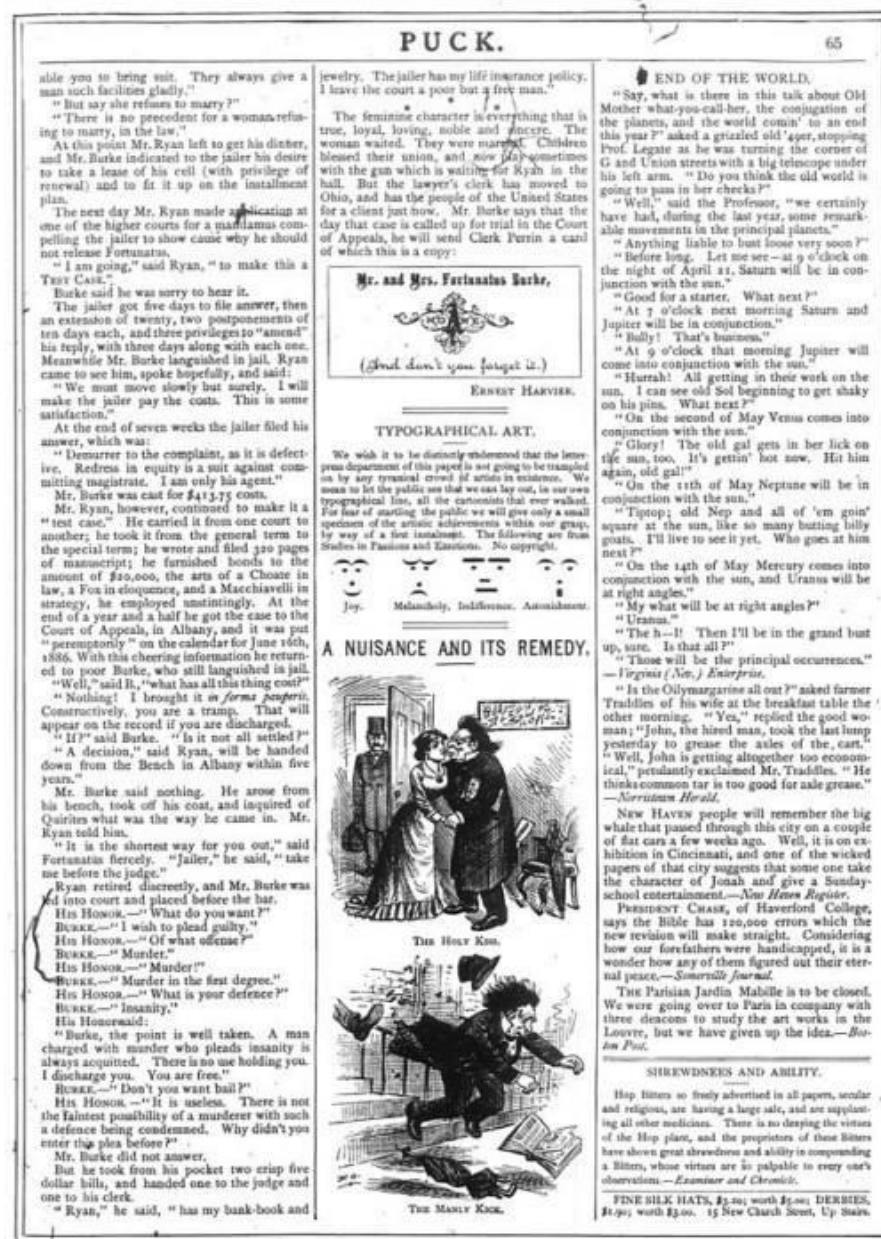 PUCK.
65
able you to bring suit. They always give a
man such facilities gladly."
"But say she refuses to marry?"
"There is no precedent for a woman refus-
ing to marry, in the law."
At this point Mr. Ryan left to get his dinner,
and Mr. Burke indicated to the jailer his desire
to take a lease of his cell (with privilege of
renewal) and to fit it up on the installment
plan.
The next day Mr. Ryan made application at
one of the higher courts for a mandamus com-
pelling the jailer to show cause why he should
not release Fortunatus.
"I am going," said Ryan, "to make this a
TEST CASE."
Burke said he was sorry to hear it.
The jailer got five days to file answer, then
an extension of twenty, two postponements of
ten days each, and three privileges to "amend"
his reply, with three days along with each one.
Meanwhile Mr. Burke languished in jail. Ryan
came to see him, spoke hopefully, and said:
"We must move slowly but surely. I will
make the jailer pay the costs. This is some
satisfaction."
At the end of seven weeks the jailer filed his
answer, which was:
"Demurrer to the complaint, as it is defect-
ive. Redress in equity is a suit against com-
mitting magistrate. I am only his agent."
Mr. Burke was cast for $413.75 costs.
Mr. Ryan, however, continued to make it a
"test case." He carried it from one court to
another; he took it from the general term to
the special term; he wrote and filed 320 pages
of manuscript; he furnished bonds to the
amount of $20,000, the arts of a Choate in
law, a Fox in eloquence, and a Macchiavelli in
strategy, he employed unstintingly. At the
end of a year and a half he got the case to the
Court of Appeals, in Albany, and it was put
"peremptorily" on the calendar for June 16th,
1886. With this cheering information he return-
ed to poor Burke, who still languished in jail.
"Well," said B., "what has all this thing cost?"
"Nothing! I brought it in forma pauperis.
Constructively, you are a tramp. That will
appear on the record if you are discharged.
"If?" said Burke. "Is it not all settled?"
"A decision," said Ryan, will be handed
down from the Bench in Albany within five
years."
Mr. Burke said nothing. He arose from
his bench, took off his coat, and inquired of
Quirites what was the way he came in. Mr.
Ryan told him.
"It is the shortest way for you out," said
Fortunatus fiercely. "Jailer," he said, "take
me before the judge."
Ryan retired discreetly, and Mr. Burke was
led into court and placed before the bar.
HIS HONOR.—"What do you want?"
BURKE.—"I wish to plead guilty."
HIS HONOR.—"Of what offense?"
BURKE.—"Murder."
HIS HONOR.—"Murder!"
BURKE.—"Murder in the first degree."
HIS HONOR.—"What is your defence?"
BURKE.—"Insanity."
His Honor said:
"Burke, the point is well taken. A man
charged with murder who pleads insanity is
always acquitted. There is no use holding you.
I discharge you. You are free."
BURKE.—"Don't you want bail?"
HIS HONOR.—"It is useless. There is not
the faintest possibility of a murderer with such
a defence being condemned. Why didn't you
enter this plea before?"
Mr. Burke did not answer.
But he took from his pocket two crisp five
dollar bills, and handed one to the judge and
one to his clerk.
"Ryan," he said, "has my bank-book and
jewelry. The jailer has my life insurance policy.
I leave the court a poor but a free man."
* * * *
The feminine character is everything that is
true, loyal, loving, noble and sincere. The
woman waited. They were married. Children
blessed their union, and now play sometimes
with the gun which is waiting for Ryan in the
hall. But the lawyer's clerk has moved to
Ohio, and has the people of the United States
for a client just now. Mr. Burke says that the
day that case is called up for trial in the Court
of Appeals, he will send Clerk Perrin a card
of which this is a copy:
Mr. and Mrs. Fortunatus Burke,
(And don't you forget it.)
ERNEST HARVIER.
TYPOGRAPHICAL ART.
We wish it to be distinctly understood that the letter-
press department of this paper is not going to be trampled
on by any tyranical crowd of artists in existence. We
mean to let the public see that we can lay out, in our own
typographical line, all the cartoonists that ever walked.
For fear of startling the public we will give only a small
specimen of the artistic achievements within our grasp,
by way of a first instalment. The following are from
Studies in Passions and Emotions. No copyright.
Joy. Melancholy. Indifference. Astonishment.
A NUISANCE AND ITS REMEDY.
THE HOLY KISS.
THE MANLY KICK.
END OF THE WORLD.
"Say, what is there in this talk about Old
Mother what-you-call-her, the conjugation of
the planets, and the world comin' to an end
this year?" asked a grizzled old '49er, stopping
Prof. Legate as he was turning the corner of
G and Union streets with a big telescope under
his left arm. "Do you think the old world is
going to pass in her checks?"
"Well," said the Professor, "we certainly
have had, during the last year, some remark-
able movements in the principal planets."
"Anything liable to bust loose very soon?"
"Before long. Let me see—at 9 o'clock on
the night of April 21, Saturn will be in con-
junction with the sun."
"Good for a starter. What next?"
"At 7 o'clock next morning Saturn and
Jupiter will be in conjunction."
"Bully! That's business."
"At 9 o'clock that morning Jupiter will
come into conjunction with the sun."
"Hurrah! All getting in their work on the
sun. I can see old Sol beginning to get shaky
on his pins. What next?"
"On the second of May Venus comes into
conjunction with the sun."
"Glory! The old gal gets in her lick on
the sun, too. It's gettin' hot now. Hit him
again, old gal!"
"On the 11th of May Neptune will be in
conjunction with the sun."
"Tiptop; old Nep and all of 'em goin'
square at the sun, like so many butting billy
goats. I'll live to see it yet. Who goes at him
next?"
"On the 14th of May Mercury comes into
conjunction with the sun, and Uranus will be
at right angles."
"My what will be at right angles?"
"Uranus."
"The h—l! Then I'll be in the grand bust
up, sure. Is that all?"
"Those will be the principal occurrences."
—Virginia (Nev.) Enterprise.
"Is the Oilymargarine all out?" asked farmer
Traddles of his wife at the breakfast table the
other morning. "Yes," replied the good wo-
man; "John, the hired man, took the last lump
yesterday to grease the axles of the cart."
"Well, John is getting altogether too econom-
ical," petulantly exclaimed Mr. Traddles. "He
thinks common tar is too good for axle grease."
—Norristown Herald.
NEW HAVEN people will remember the big
whale that passed through this city on a couple
of flat cars a few weeks ago. Well, it is on ex-
hibition in Cincinnati, and one of the wicked
papers of that city suggests that some one take
the character of Jonah and give a Sunday-
school entertainment.—New Haven Register.
PRESIDENT CHASE, of Haverford College,
says the Bible has 120,000 errors which the
new revision will make straight. Considering
how our forefathers were handicapped, it is a
wonder how any of them figured out their eter-
nal peace.—Somerville Journal.
THE Parisian Jardin Mabille is to be closed.
We were going over to Paris in company with
three deacons to study the art works in the
Louvre, but we have given up the idea.—Bos-
ton Post.
SHREWDNESS AND ABILITY.
Hop Bitters so freely advertised in all papers, secular
and religious, are having a large sale, and are supplant-
ing all other medicines. There is no denying the virtues
of the Hop plant, and the proprietors of these Bitters
have shown great shrewdness and ability in compounding
a Bitters, whose virtues are so palpable to every one's
observations.—Examiner and Chronicle.
FINE SILK HATS, $3.20; worth $5.00; DERBIES,
$1.90; worth $3.00. 15 New Church Street, Up Stairs.